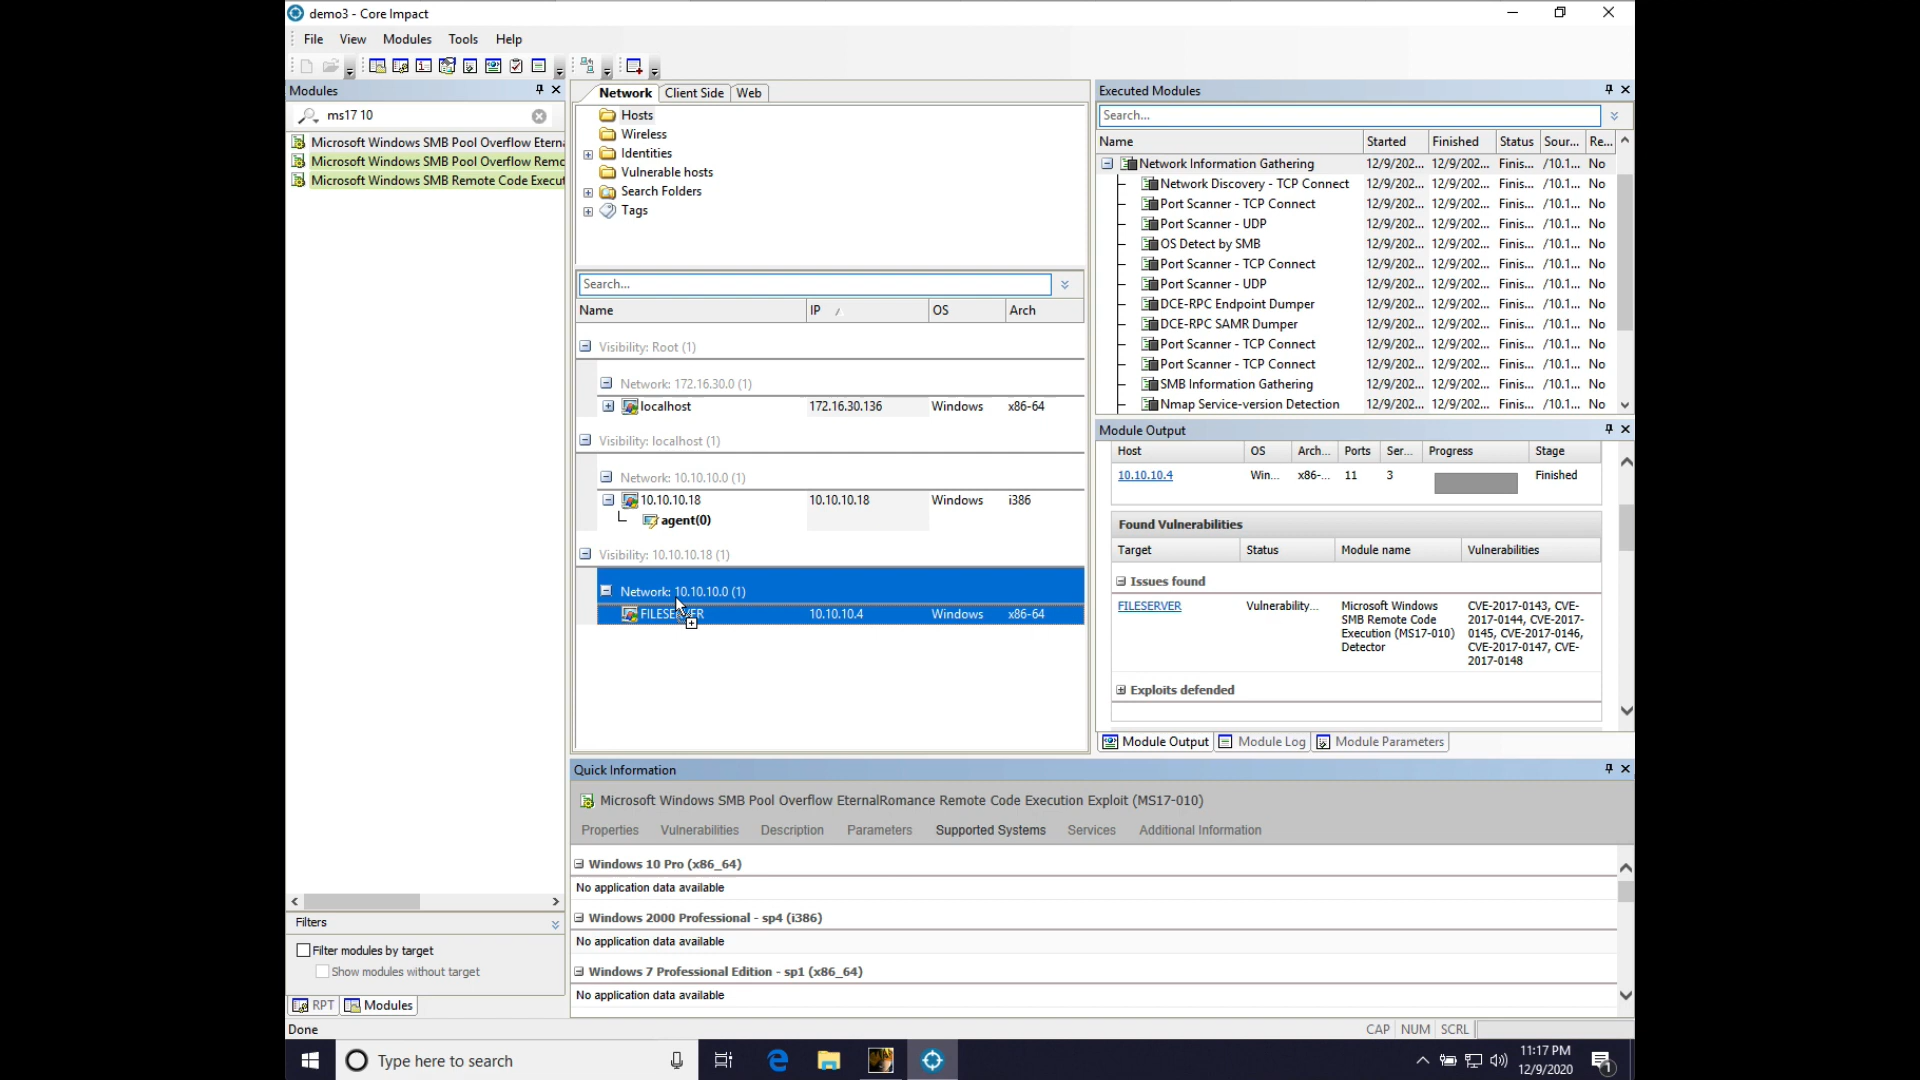 demo3 - Core Impact
File View Modules Tools Help
Modules
ms17 10
Microsoft Windows SMB Pool Overflow Etern
Microsoft Windows SMB Pool Overflow Remo
Microsoft Windows SMB Remote Code Execut
Filters
Filter modules by target
Show modules without target
RPT Modules
Network Client Side Web
Hosts
Wireless
Identities
Vulnerable hosts
Search Folders
Tags
Search...
Name IP OS Arch
Visibility: Root (1)
Network: 172.16.30.0 (1)
localhost 172.16.30.136 Windows x86-64
Visibility: localhost (1)
Network: 10.10.10.0 (1)
10.10.10.18 10.10.10.18 Windows i386
agent(0)
Visibility: 10.10.10.18 (1)
Network: 10.10.10.0 (1)
FILESERVER 10.10.10.4 Windows x86-64
Executed Modules
Search...
Name Started Finished Status Sour... Re...
Network Information Gathering 12/9/202... 12/9/202... Finis... /10.1... No
Network Discovery - TCP Connect 12/9/202... 12/9/202... Finis... /10.1... No
Port Scanner - TCP Connect 12/9/202... 12/9/202... Finis... /10.1... No
Port Scanner - UDP 12/9/202... 12/9/202... Finis... /10.1... No
OS Detect by SMB 12/9/202... 12/9/202... Finis... /10.1... No
Port Scanner - TCP Connect 12/9/202... 12/9/202... Finis... /10.1... No
Port Scanner - UDP 12/9/202... 12/9/202... Finis... /10.1... No
DCE-RPC Endpoint Dumper 12/9/202... 12/9/202... Finis... /10.1... No
DCE-RPC SAMR Dumper 12/9/202... 12/9/202... Finis... /10.1... No
Port Scanner - TCP Connect 12/9/202... 12/9/202... Finis... /10.1... No
Port Scanner - TCP Connect 12/9/202... 12/9/202... Finis... /10.1... No
SMB Information Gathering 12/9/202... 12/9/202... Finis... /10.1... No
Nmap Service-version Detection 12/9/202... 12/9/202... Finis... /10.1... No
Module Output
Host OS Arch... Ports Ser... Progress Stage
10.10.10.4 Win... x86-... 11 3 Finished
Found Vulnerabilities
Target Status Module name Vulnerabilities
Issues found
FILESERVER Vulnerability... Microsoft Windows CVE-2017-0143, CVE-
SMB Remote Code 2017-0144, CVE-2017-
Execution (MS17-010) 0145, CVE-2017-0146,
Detector CVE-2017-0147, CVE-
2017-0148
Exploits defended
Module Output Module Log Module Parameters
Quick Information
Microsoft Windows SMB Pool Overflow EternalRomance Remote Code Execution Exploit (MS17-010)
Properties Vulnerabilities Description Parameters Supported Systems Services Additional Information
Windows 10 Pro (x86_64)
No application data available
Windows 2000 Professional - sp4 (i386)
No application data available
Windows 7 Professional Edition - sp1 (x86_64)
No application data available
Done CAP NUM SCRL
Type here to search
11:17 PM
12/9/2020
1